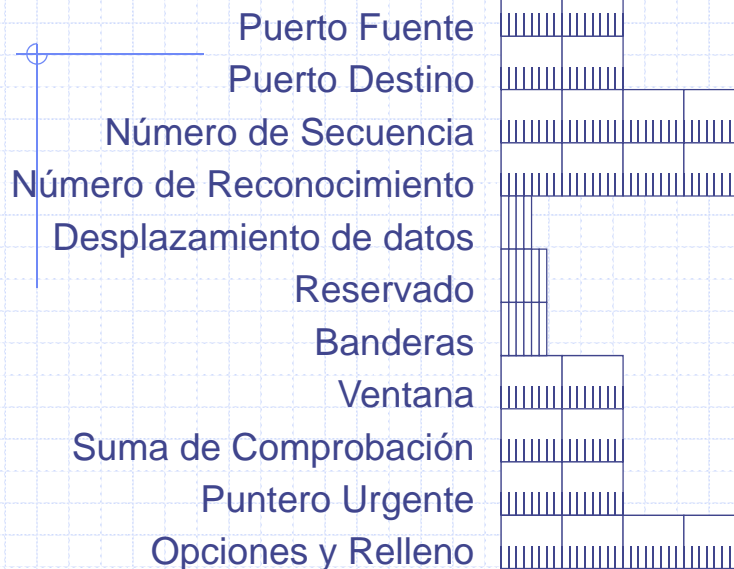 Puerto Fuente
Puerto Destino
Número de Secuencia
Número de Reconocimiento
Desplazamiento de datos
Reservado
Banderas
Ventana
Suma de Comprobación
Puntero Urgente
Opciones y Relleno